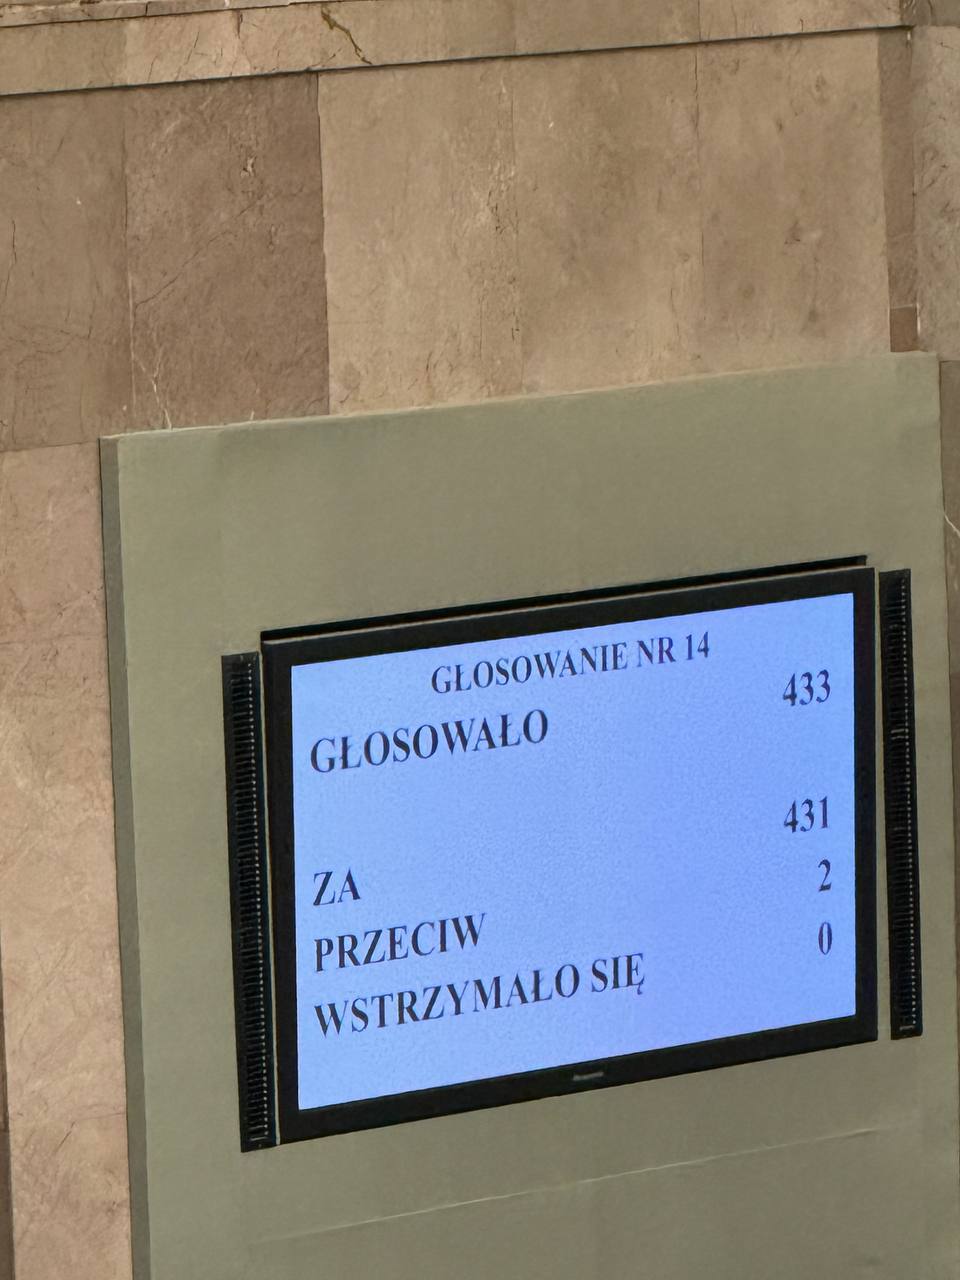 GŁOSOWANIE NR 14
GŁOSOWAŁO 433
ZA 431
PRZECIW 2
WSTRZYMAŁO SIĘ 0